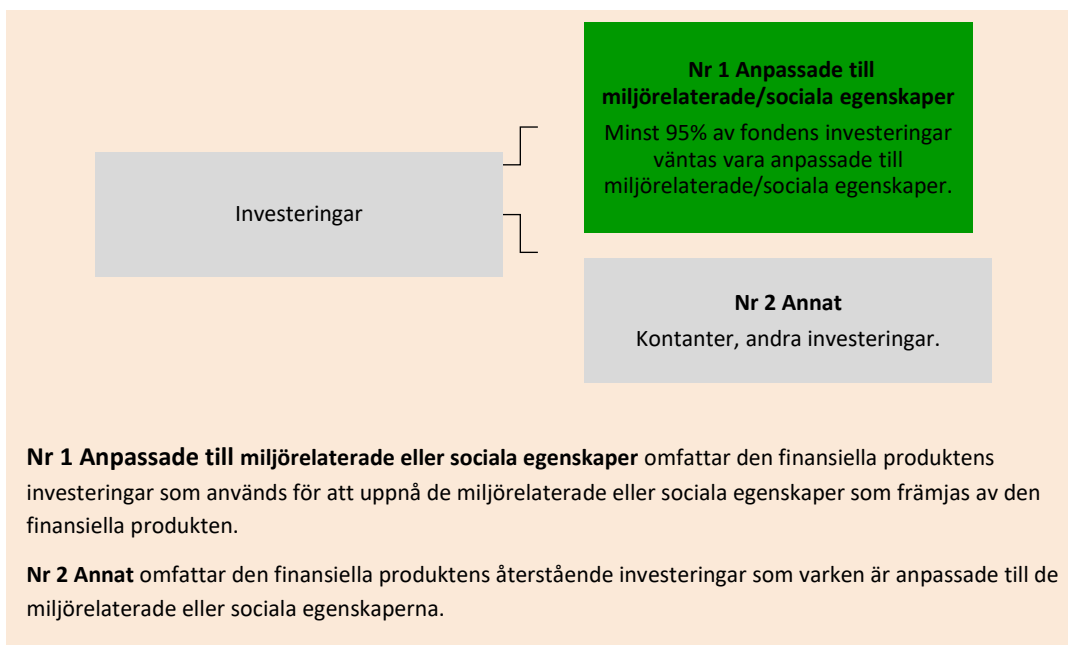 Nr 1 Anpassade till
miljörelaterade/sociala egenskaper
Minst 95% av fondens investeringar
väntas vara anpassade till
miljörelaterade/sociala egenskaper.
Investeringar
Nr 2 Annat
Kontanter, andra investeringar.
Nr 1 Anpassade till miljörelaterade eller sociala egenskaper omfattar den finansiella produktens
investeringar som används för att uppnå de miljörelaterade eller sociala egenskaper som främjas av den
finansiella produkten.
Nr 2 Annat omfattar den finansiella produktens återstående investeringar som varken är anpassade till de
miljörelaterade eller sociala egenskaperna.